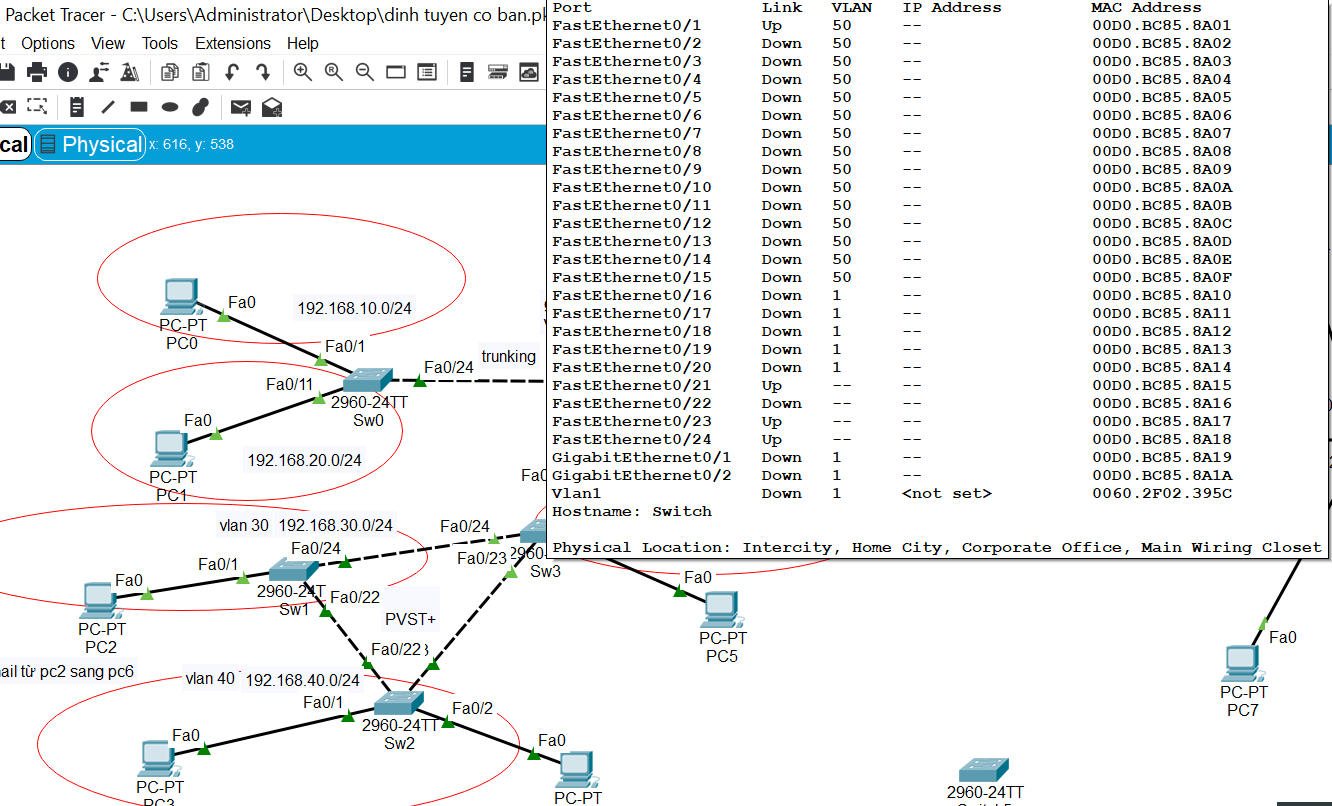 Packet Tracer - C:\Users\Administrator\Desktop\dinh tuyen co ban.pk
t Options View Tools Extensions Help
cal Physical x: 616, y: 538
Port Link VLAN IP Address MAC Address
FastEthernet0/1 Up 50 -- 00D0.BC85.8A01
FastEthernet0/2 Down 50 -- 00D0.BC85.8A02
FastEthernet0/3 Down 50 -- 00D0.BC85.8A03
FastEthernet0/4 Down 50 -- 00D0.BC85.8A04
FastEthernet0/5 Down 50 -- 00D0.BC85.8A05
FastEthernet0/6 Down 50 -- 00D0.BC85.8A06
FastEthernet0/7 Down 50 -- 00D0.BC85.8A07
FastEthernet0/8 Down 50 -- 00D0.BC85.8A08
FastEthernet0/9 Down 50 -- 00D0.BC85.8A09
FastEthernet0/10 Down 50 -- 00D0.BC85.8A0A
FastEthernet0/11 Down 50 -- 00D0.BC85.8A0B
FastEthernet0/12 Down 50 -- 00D0.BC85.8A0C
FastEthernet0/13 Down 50 -- 00D0.BC85.8A0D
FastEthernet0/14 Down 50 -- 00D0.BC85.8A0E
FastEthernet0/15 Down 50 -- 00D0.BC85.8A0F
FastEthernet0/16 Down 1 -- 00D0.BC85.8A10
FastEthernet0/17 Down 1 -- 00D0.BC85.8A11
FastEthernet0/18 Down 1 -- 00D0.BC85.8A12
FastEthernet0/19 Down 1 -- 00D0.BC85.8A13
FastEthernet0/20 Down 1 -- 00D0.BC85.8A14
FastEthernet0/21 Up -- -- 00D0.BC85.8A15
FastEthernet0/22 Down -- -- 00D0.BC85.8A16
FastEthernet0/23 Up -- -- 00D0.BC85.8A17
FastEthernet0/24 Up -- -- 00D0.BC85.8A18
GigabitEthernet0/1 Down 1 -- 00D0.BC85.8A19
GigabitEthernet0/2 Down 1 -- 00D0.BC85.8A1A
Vlan1 Down 1 <not set> 0060.2F02.395C
Hostname: Switch
Physical Location: Intercity, Home City, Corporate Office, Main Wiring Closet
Fa0
192.168.10.0/24
PC-PT
PC0
Fa0/1
trunking
Fa0/24
Fa0/11
2960-24TT
Sw0
Fa0
192.168.20.0/24
PC-PT
PC1
Fa0
vlan 30 192.168.30.0/24
Fa0/24
Fa0/24
Fa0/23
2960-
Sw3
Fa0/1
2960-24T
Sw1
Fa0/22
Fa0
PC-PT
PC2
PVST+
Fa0
PC-PT
PC5
Fa0
PC-PT
PC7
Fa0/22
ail từ pc2 sang pc6
vlan 40 192.168.40.0/24
Fa0/1
Fa0/2
2960-24TT
Sw2
Fa0
PC-PT
PC3
Fa0
PC-PT
2960-24TT